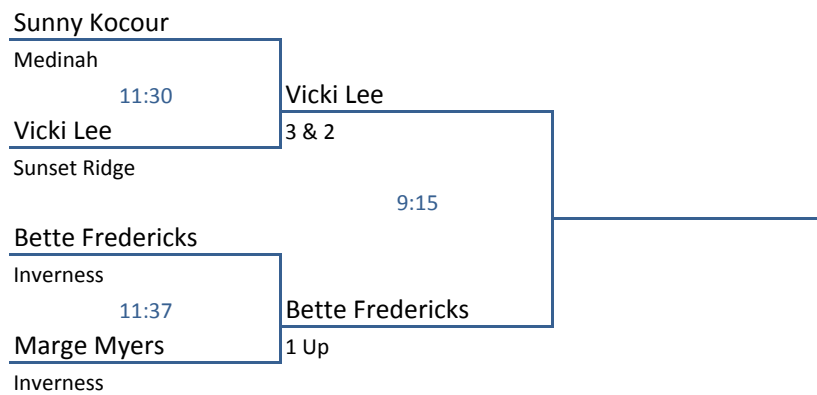 Sunny Kocour
Medinah
11:30
Vicki Lee
Vicki Lee
3 & 2
Sunset Ridge
9:15
Bette Fredericks
Inverness
11:37
Bette Fredericks
Marge Myers
1 Up
Inverness